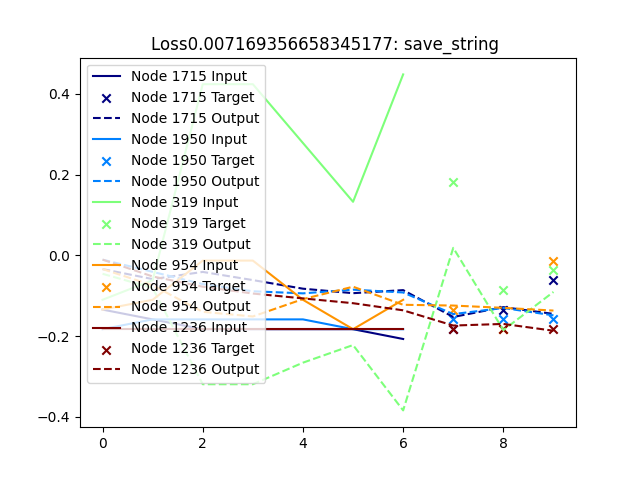 Loss0.007169356658345177: save_string
0.4
0.2
0.0
−0.2
−0.4
Node 1715 Input
Node 1715 Target
Node 1715 Output
Node 1950 Input
Node 1950 Target
Node 1950 Output
Node 319 Input
Node 319 Target
Node 319 Output
Node 954 Input
Node 954 Target
Node 954 Output
Node 1236 Input
Node 1236 Target
Node 1236 Output
0 2 4 6 8